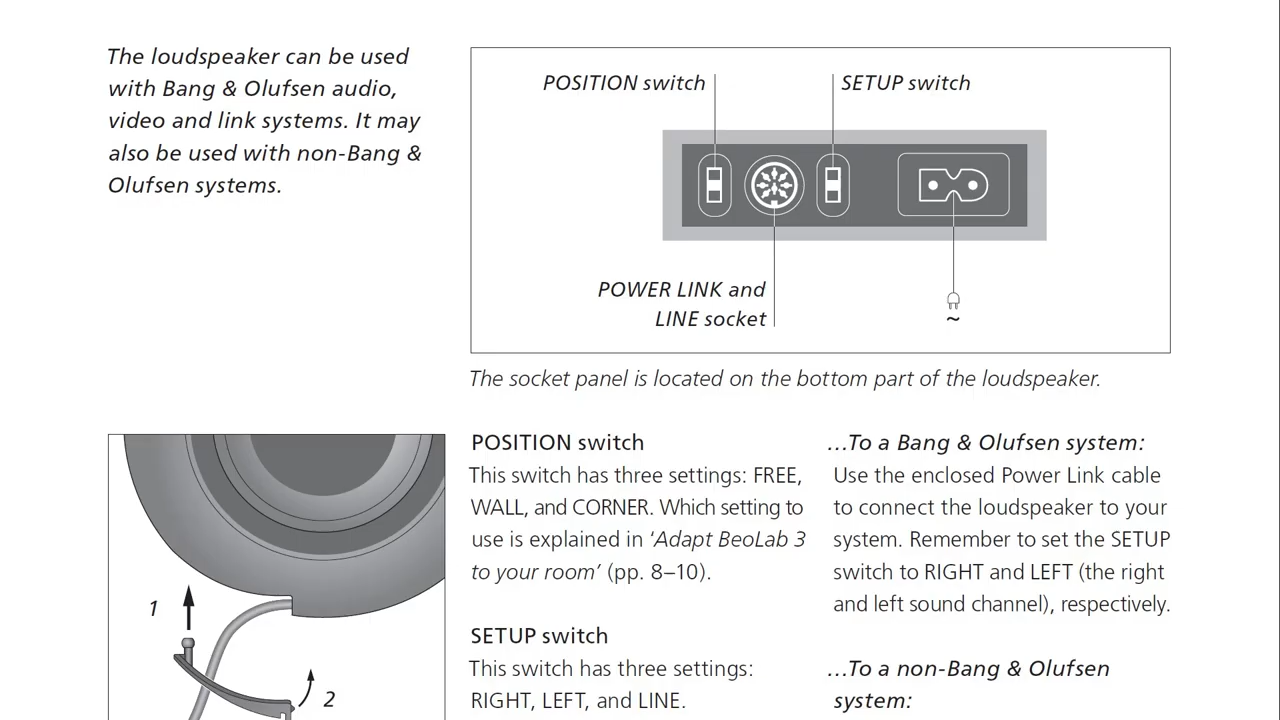 The loudspeaker can be used
with Bang & Olufsen audio,
video and link systems. It may
also be used with non-Bang &
Olufsen systems.
POSITION switch
SETUP switch
POWER LINK and
LINE socket
~
The socket panel is located on the bottom part of the loudspeaker.
1
2
POSITION switch
This switch has three settings: FREE,
WALL, and CORNER. Which setting to
use is explained in ‘Adapt BeoLab 3
to your room’ (pp. 8–10).
SETUP switch
This switch has three settings:
RIGHT, LEFT, and LINE.
…To a Bang & Olufsen system:
Use the enclosed Power Link cable
to connect the loudspeaker to your
system. Remember to set the SETUP
switch to RIGHT and LEFT (the right
and left sound channel), respectively.
…To a non-Bang & Olufsen
system: